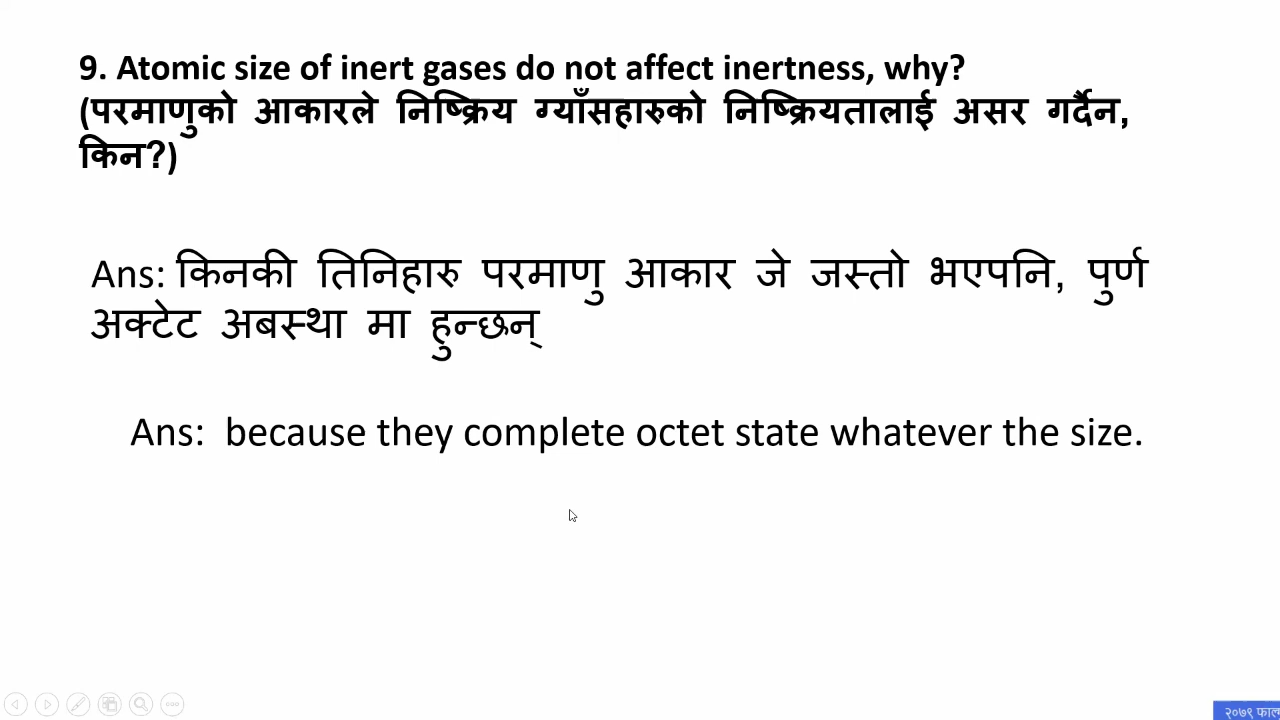 9. Atomic size of inert gases do not affect inertness, why?
(परमाणुको आकारले निष्क्रिय ग्याँसहारुको निष्क्रियतालाई असर गर्दैन,
किन?)
Ans: किनकी तिनिहारु परमाणु आकार जे जस्तो भएपनि, पुर्ण
अक्टेट अबस्था मा हुन्छन्
Ans: because they complete octet state whatever the size.
२०७९